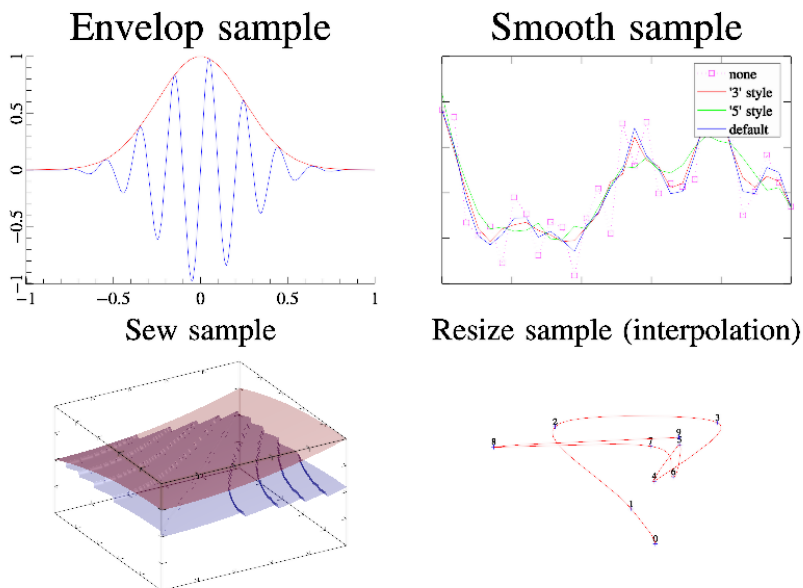 Envelop sample
Smooth sample
1
0.5
0
−0.5
−1
−1 −0.5 0 0.5 1
none
'3' style
'5' style
default
Sew sample
Resize sample (interpolation)
2
3
8
9
7
5
4
6
1
0